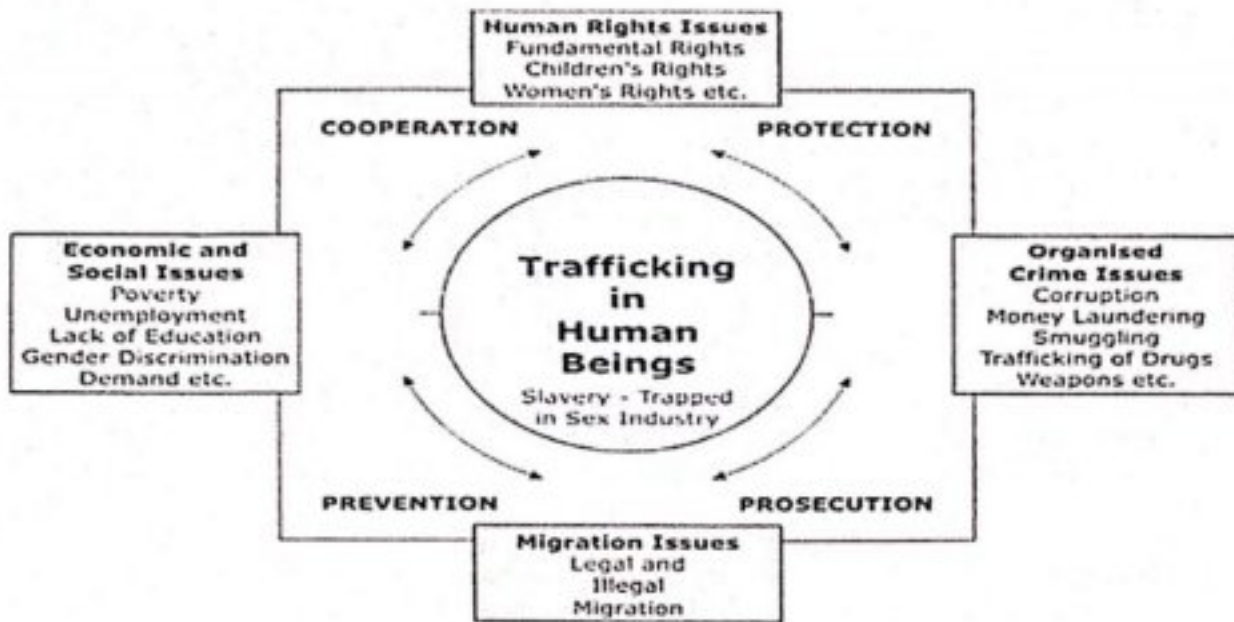 Human Rights Issues
Fundamental Rights
Children's Rights
Women's Rights etc.
COOPERATION
PROTECTION
Economic and
Social Issues
Poverty
Unemployment
Lack of Education
Gender Discrimination
Demand etc.
Trafficking
in
Human
Beings
Slavery - Trapped
in Sex Industry
Organised
Crime Issues
Corruption
Money Laundering
Smuggling
Trafficking of Drugs
Weapons etc.
PREVENTION
PROSECUTION
Migration Issues
Legal and
Illegal
Migration